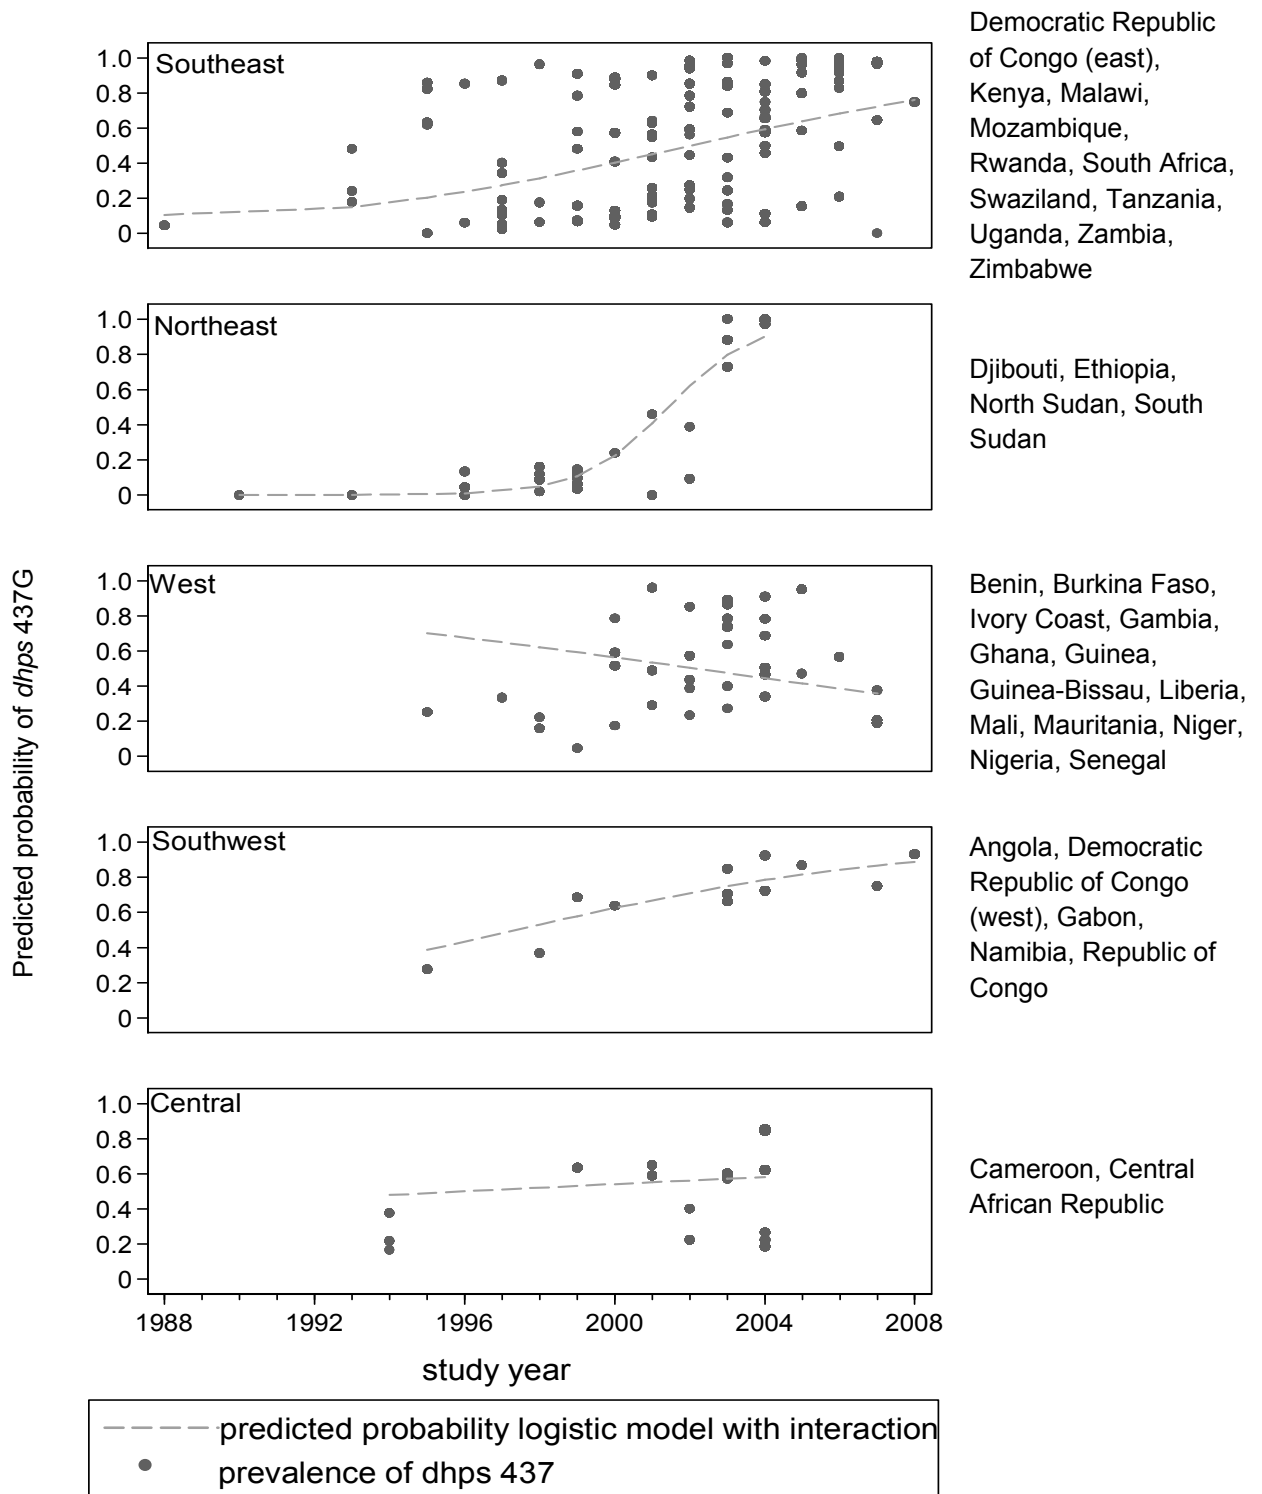 Predicted probability of dhps 437G
Southeast
1.0
0.8
0.6
0.4
0.2
0
Democratic Republic
of Congo (east),
Kenya, Malawi,
Mozambique,
Rwanda, South Africa,
Swaziland, Tanzania,
Uganda, Zambia,
Zimbabwe
Northeast
1.0
0.8
0.6
0.4
0.2
0
Djibouti, Ethiopia,
North Sudan, South
Sudan
West
1.0
0.8
0.6
0.4
0.2
0
Benin, Burkina Faso,
Ivory Coast, Gambia,
Ghana, Guinea,
Guinea-Bissau, Liberia,
Mali, Mauritania, Niger,
Nigeria, Senegal
Southwest
1.0
0.8
0.6
0.4
0.2
0
Angola, Democratic
Republic of Congo
(west), Gabon,
Namibia, Republic of
Congo
Central
1.0
0.8
0.6
0.4
0.2
0
Cameroon, Central
African Republic
1988 1992 1996 2000 2004 2008
study year
predicted probability logistic model with interaction
prevalence of dhps 437